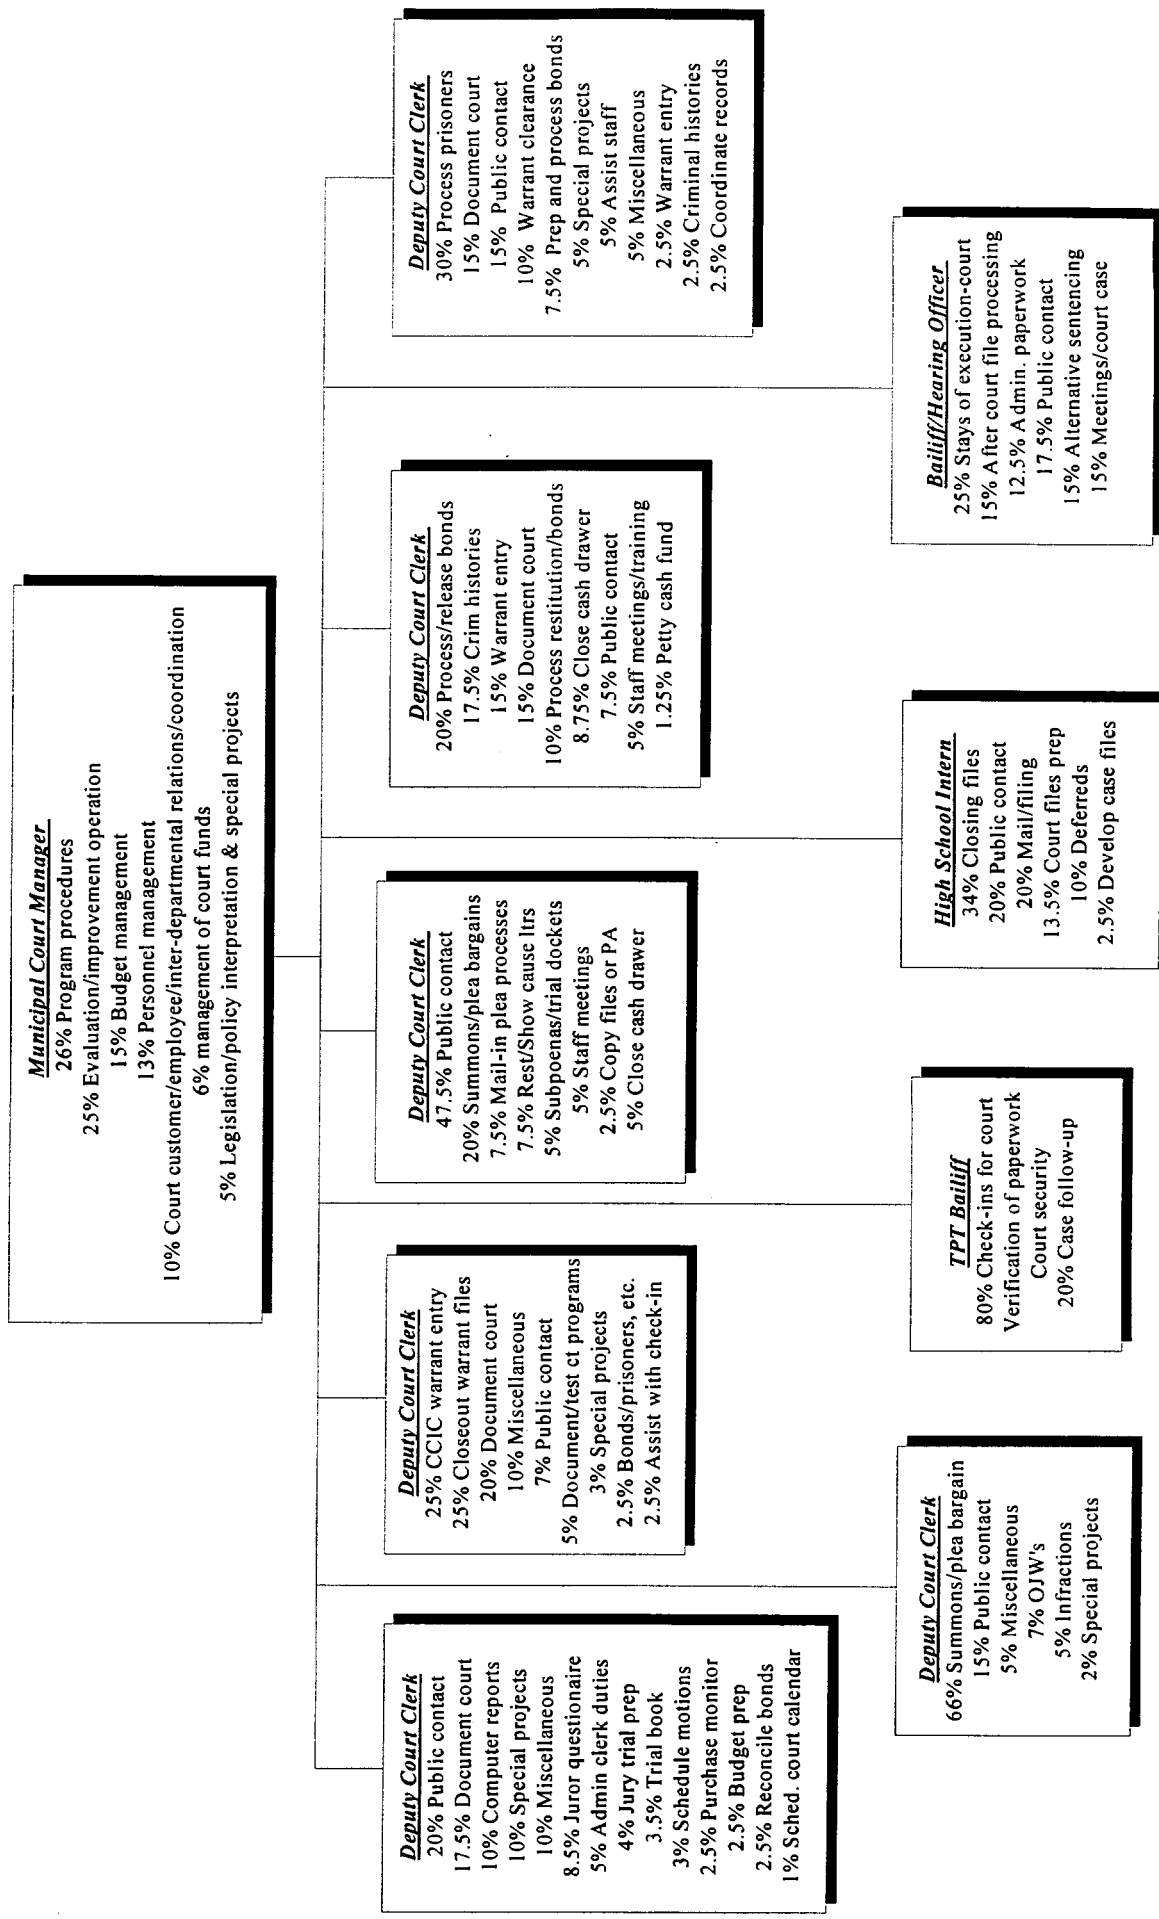 Municipal Court Manager
26% Program procedures
25% Evaluation/improvement operation
15% Budget management
13% Personnel management
10% Court customer/employee/inter-departmental relations/coordination
6% management of court funds
5% Legislation/policy interpretation & special projects
Deputy Court Clerk
20% Public contact
17.5% Document court
10% Computer reports
10% Special projects
10% Miscellaneous
8.5% Juror questionaire
5% Admin clerk duties
4% Jury trial prep
3.5% Trial book
3% Schedule motions
2.5% Purchase monitor
2.5% Budget prep
2.5% Reconcile bonds
1% Sched. court calendar
Deputy Court Clerk
25% CCIC warrant entry
25% Closeout warrant files
20% Document court
10% Miscellaneous
7% Public contact
5% Document/test ct programs
3% Special projects
2.5% Bonds/prisoners, etc.
2.5% Assist with check-in
Deputy Court Clerk
47.5% Public contact
20% Summons/plea bargains
7.5% Mail-in plea processes
7.5% Rest/Show cause ltrs
5% Subpoenas/trial dockets
5% Staff meetings
2.5% Copy files or PA
5% Close cash drawer
Deputy Court Clerk
20% Process/release bonds
17.5% Crim histories
15% Warrant entry
15% Document court
10% Process restitution/bonds
8.75% Close cash drawer
7.5% Public contact
5% Staff meetings/training
1.25% Petty cash fund
Deputy Court Clerk
30% Process prisoners
15% Document court
15% Public contact
10% Warrant clearance
7.5% Prep and process bonds
5% Special projects
5% Assist staff
5% Miscellaneous
2.5% Warrant entry
2.5% Criminal histories
2.5% Coordinate records
Deputy Court Clerk
66% Summons/plea bargain
15% Public contact
5% Miscellaneous
7% OJW's
5% Infractions
2% Special projects
TPT Bailiff
80% Check-ins for court
Verification of paperwork
Court security
20% Case follow-up
High School Intern
34% Closing files
20% Public contact
20% Mail/filing
13.5% Court files prep
10% Deferreds
2.5% Develop case files
Bailiff/Hearing Officer
25% Stays of execution-court
15% After court file processing
12.5% Admin. paperwork
17.5% Public contact
15% Alternative sentencing
15% Meetings/court case